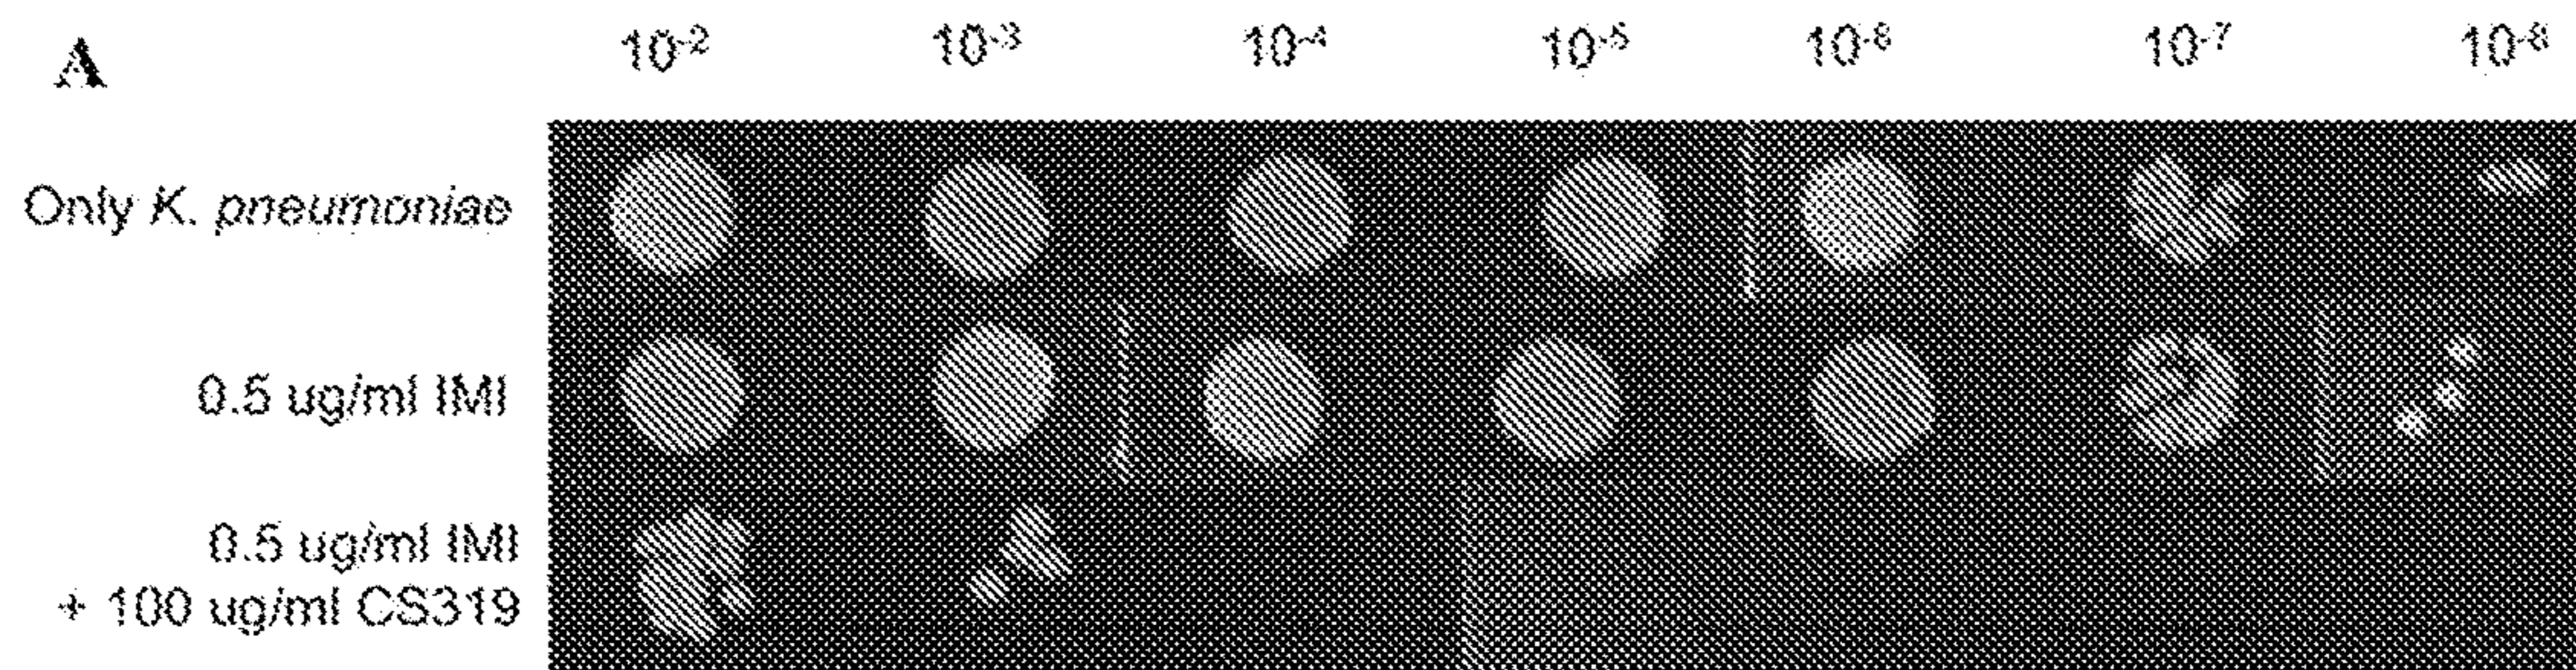 A 10⁻² 10⁻³ 10⁻⁴ 10⁻⁵ 10⁻⁶ 10⁻⁷ 10⁻⁸
Only K. pneumoniae
0.5 ug/ml IMI
0.5 ug/ml IMI
+ 100 ug/ml CS319